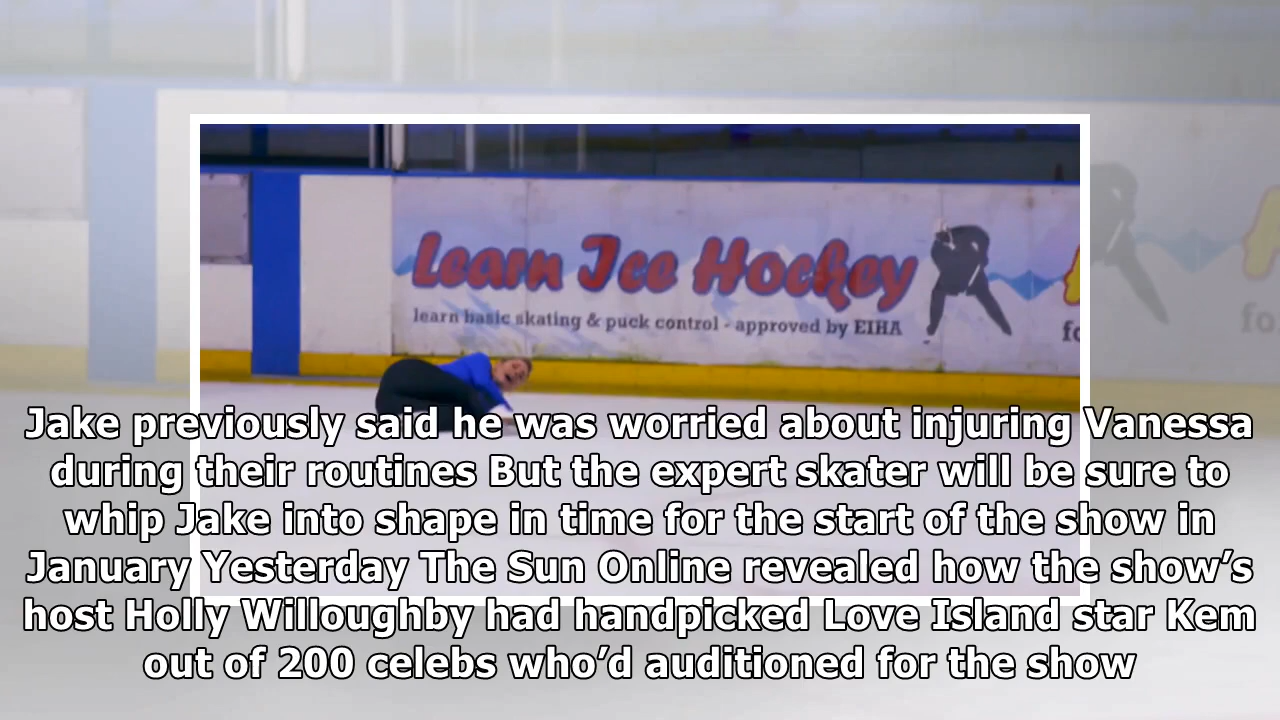 Learn Ice Hockey
learn basic skating & puck control - approved by EIHA
Jake previously said he was worried about injuring Vanessa
during their routines But the expert skater will be sure to
whip Jake into shape in time for the start of the show in
January Yesterday The Sun Online revealed how the show’s
host Holly Willoughby had handpicked Love Island star Kem
out of 200 celebs who’d auditioned for the show